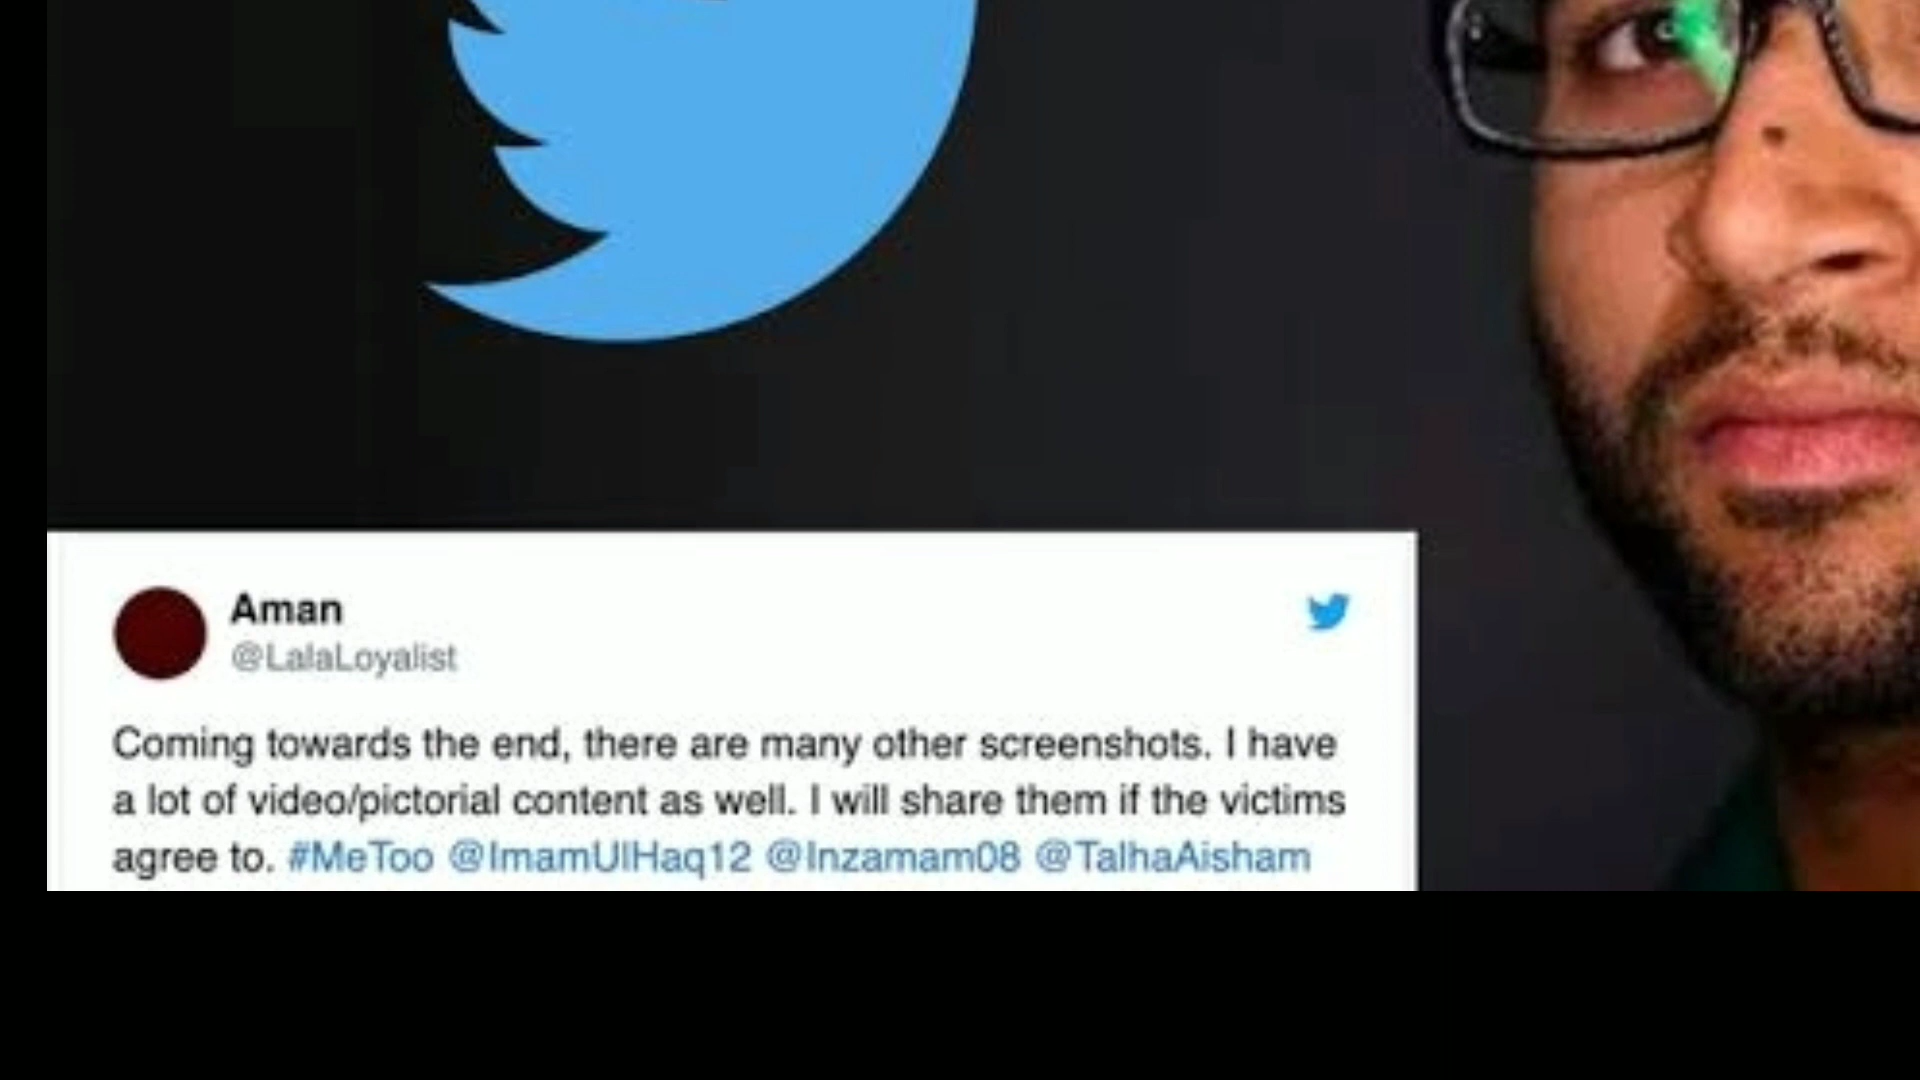 Aman
@LalaLoyalist
Coming towards the end, there are many other screenshots. I have
a lot of video/pictorial content as well. I will share them if the victims
agree to. #MeToo @ImamUlHaq12 @Inzamam08 @TalhaAisham